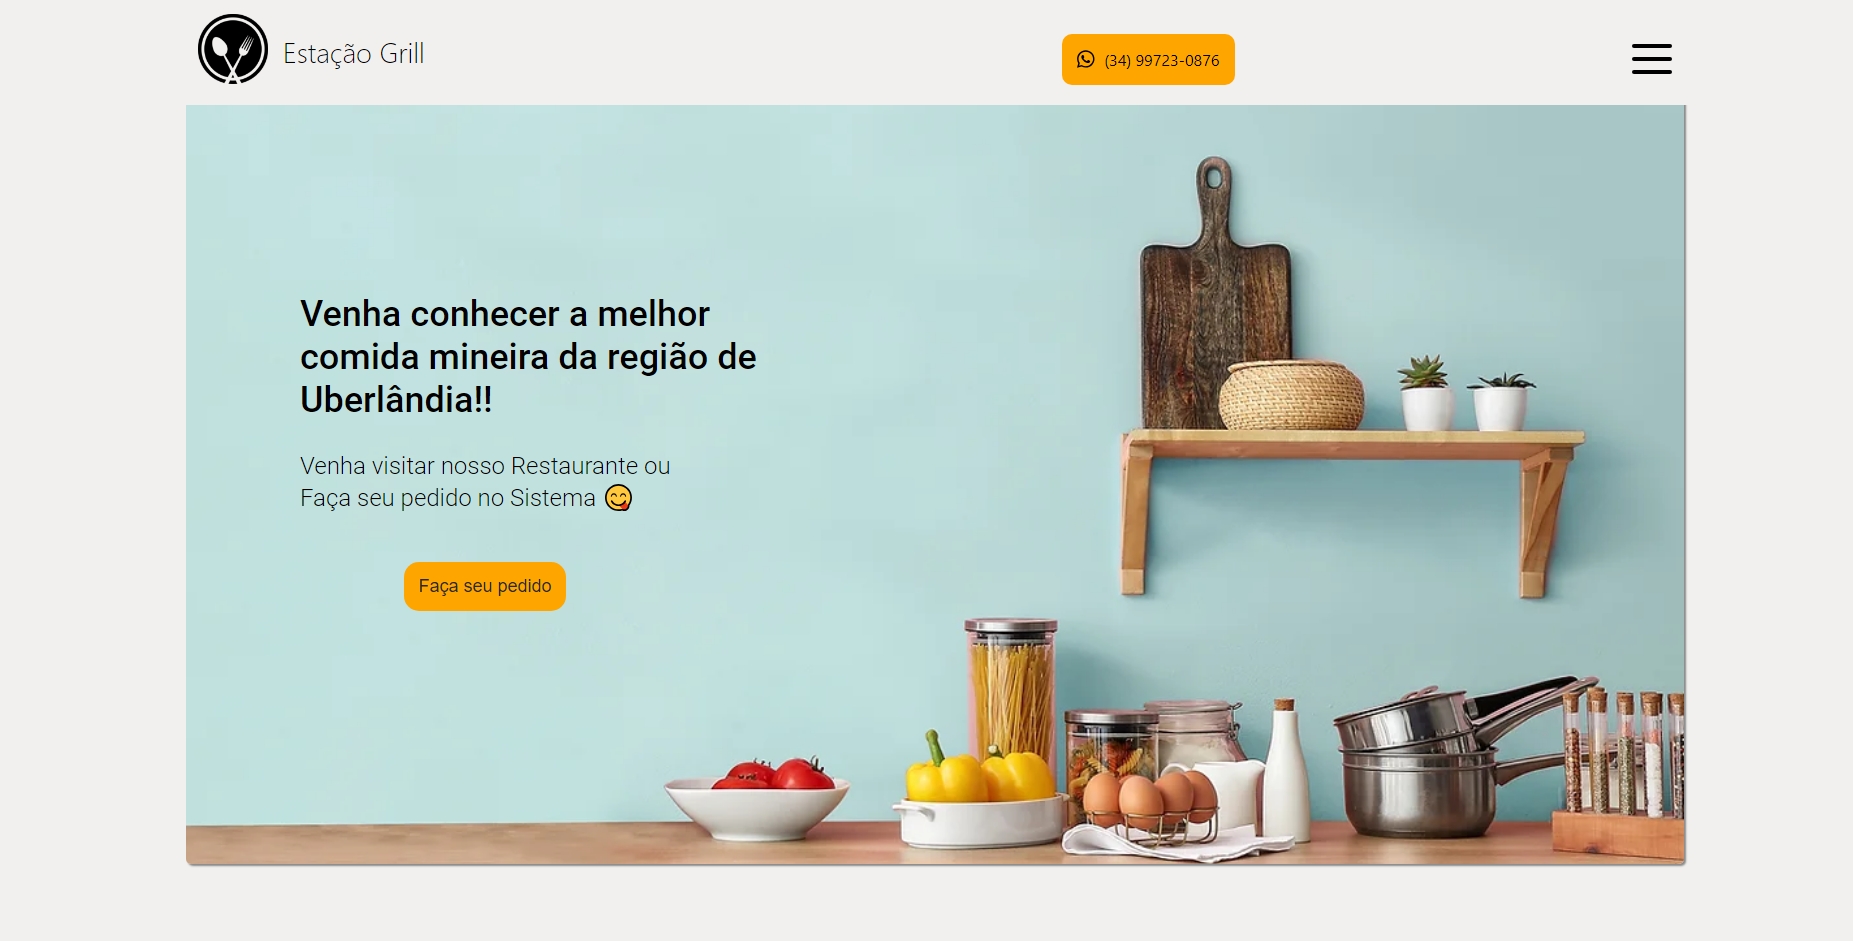 Estação Grill
(34) 99723-0876
Venha conhecer a melhor
comida mineira da região de
Uberlândia!!
Venha visitar nosso Restaurante ou
Faça seu pedido no Sistema 😋
Faça seu pedido